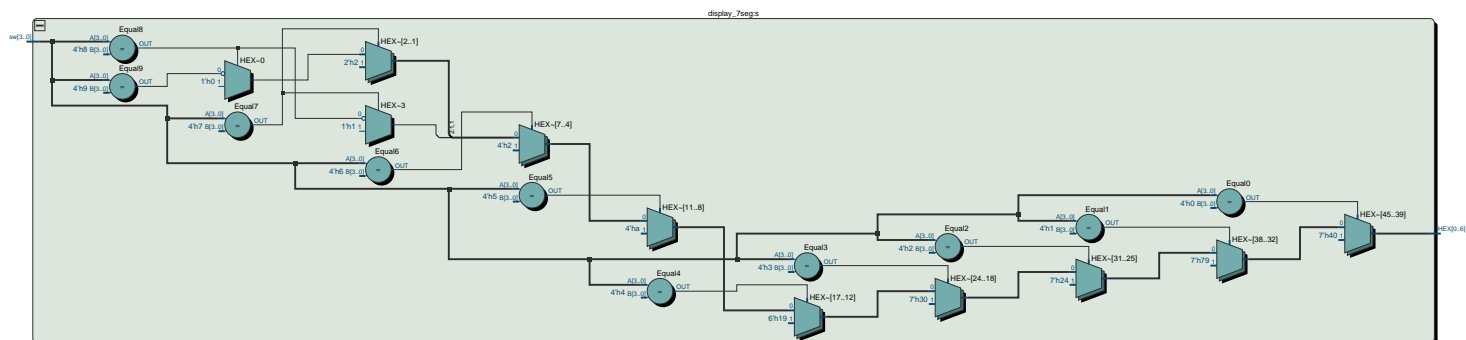 display_7seg:s
sw[3..0]
Equal8
A[3..0]
4'h8 B[3..0]
OUT
Equal9
A[3..0]
4'h9 B[3..0]
OUT
HEX~0
0
1'h0 1
Equal7
A[3..0]
4'h7 B[3..0]
OUT
HEX~[2..1]
0
2'h2 1
HEX~3
0
1'h1 1
Equal6
A[3..0]
4'h6 B[3..0]
OUT
2:1,1
HEX~[7..4]
0
4'h2 1
Equal5
A[3..0]
4'h5 B[3..0]
OUT
HEX~[11..8]
0
4'ha 1
Equal4
A[3..0]
4'h4 B[3..0]
OUT
HEX~[17..12]
0
6'h19 1
Equal3
A[3..0]
4'h3 B[3..0]
OUT
HEX~[24..18]
0
7'h30 1
Equal2
A[3..0]
4'h2 B[3..0]
OUT
HEX~[31..25]
0
7'h24 1
Equal1
A[3..0]
4'h1 B[3..0]
OUT
HEX~[38..32]
0
7'h79 1
Equal0
A[3..0]
4'h0 B[3..0]
OUT
HEX~[45..39]
0
7'h40 1
HEX[0..6]